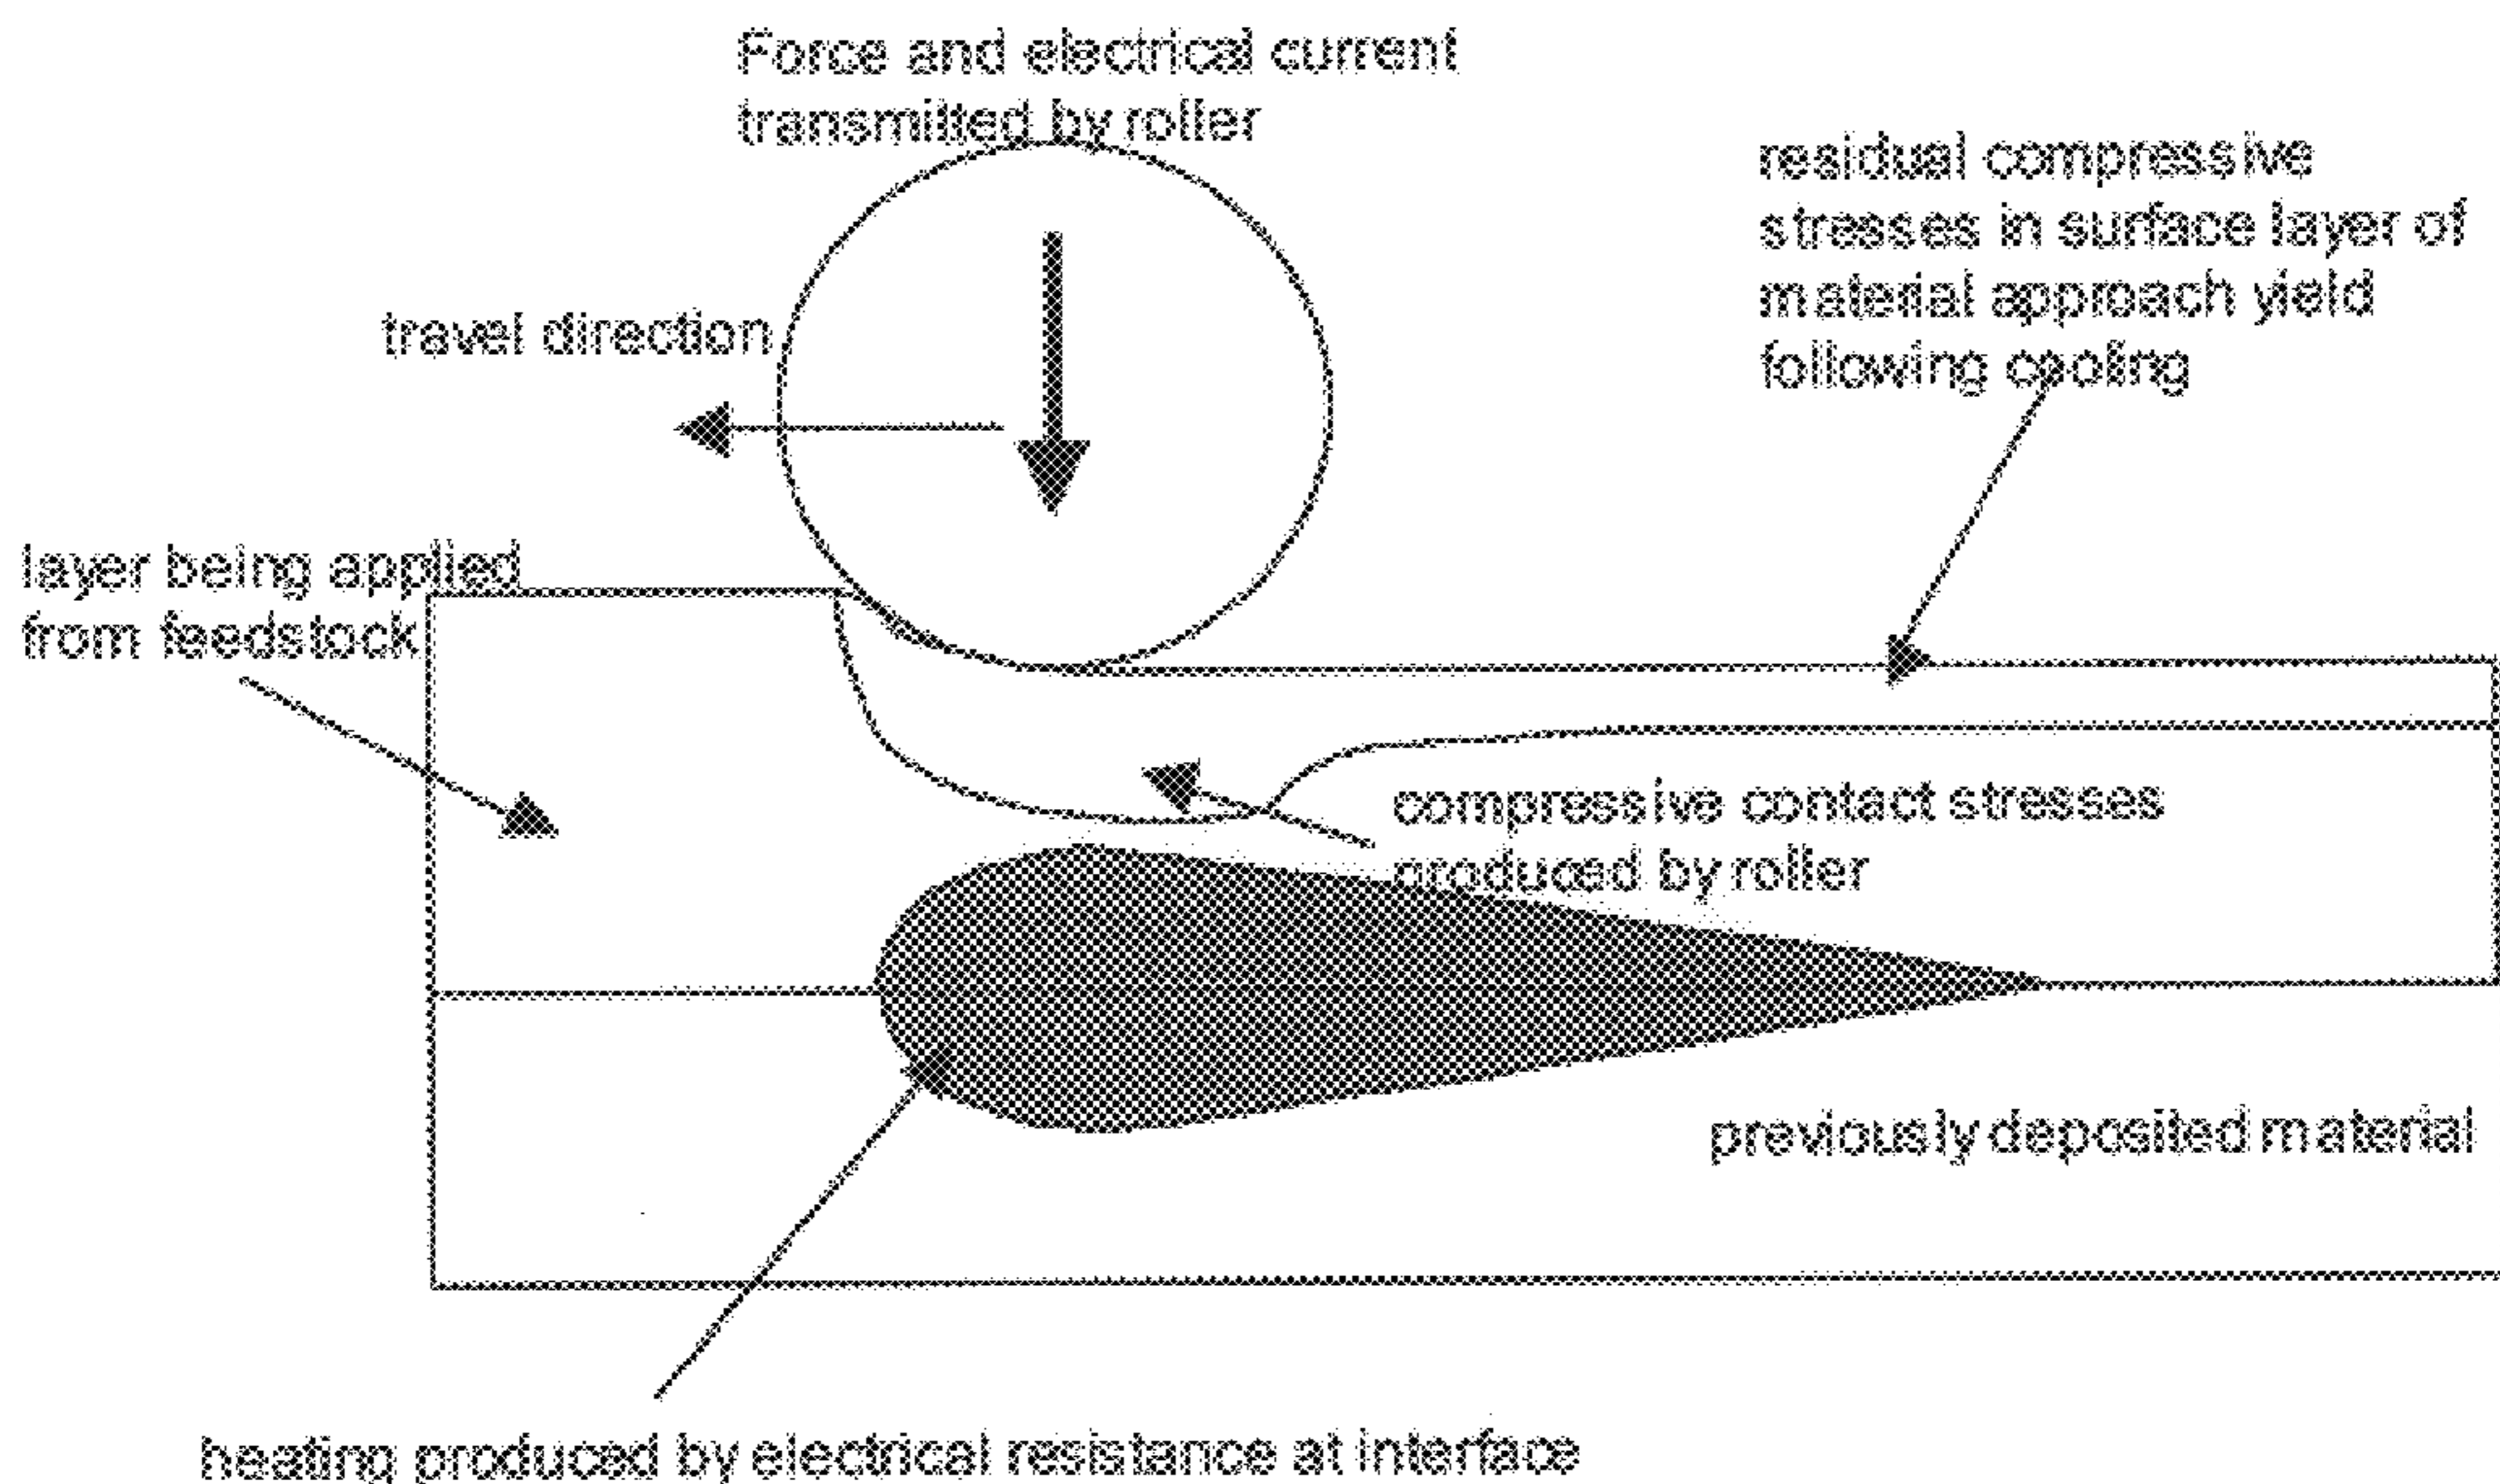 Force and electrical current
transmitted by roller
residual compressive
stresses in surface layer of
material approach yield
following cooling
travel direction
layer being applied
from feedstock
compressive contact stresses
produced by roller
previously deposited material
heating produced by electrical resistance at interface